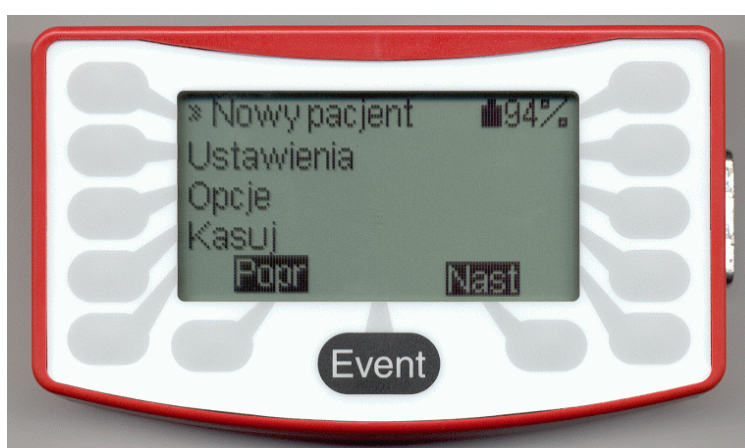 » Nowy pacjent 94%
Ustawienia
Opcje
Kasuj
Popr Nast
Event